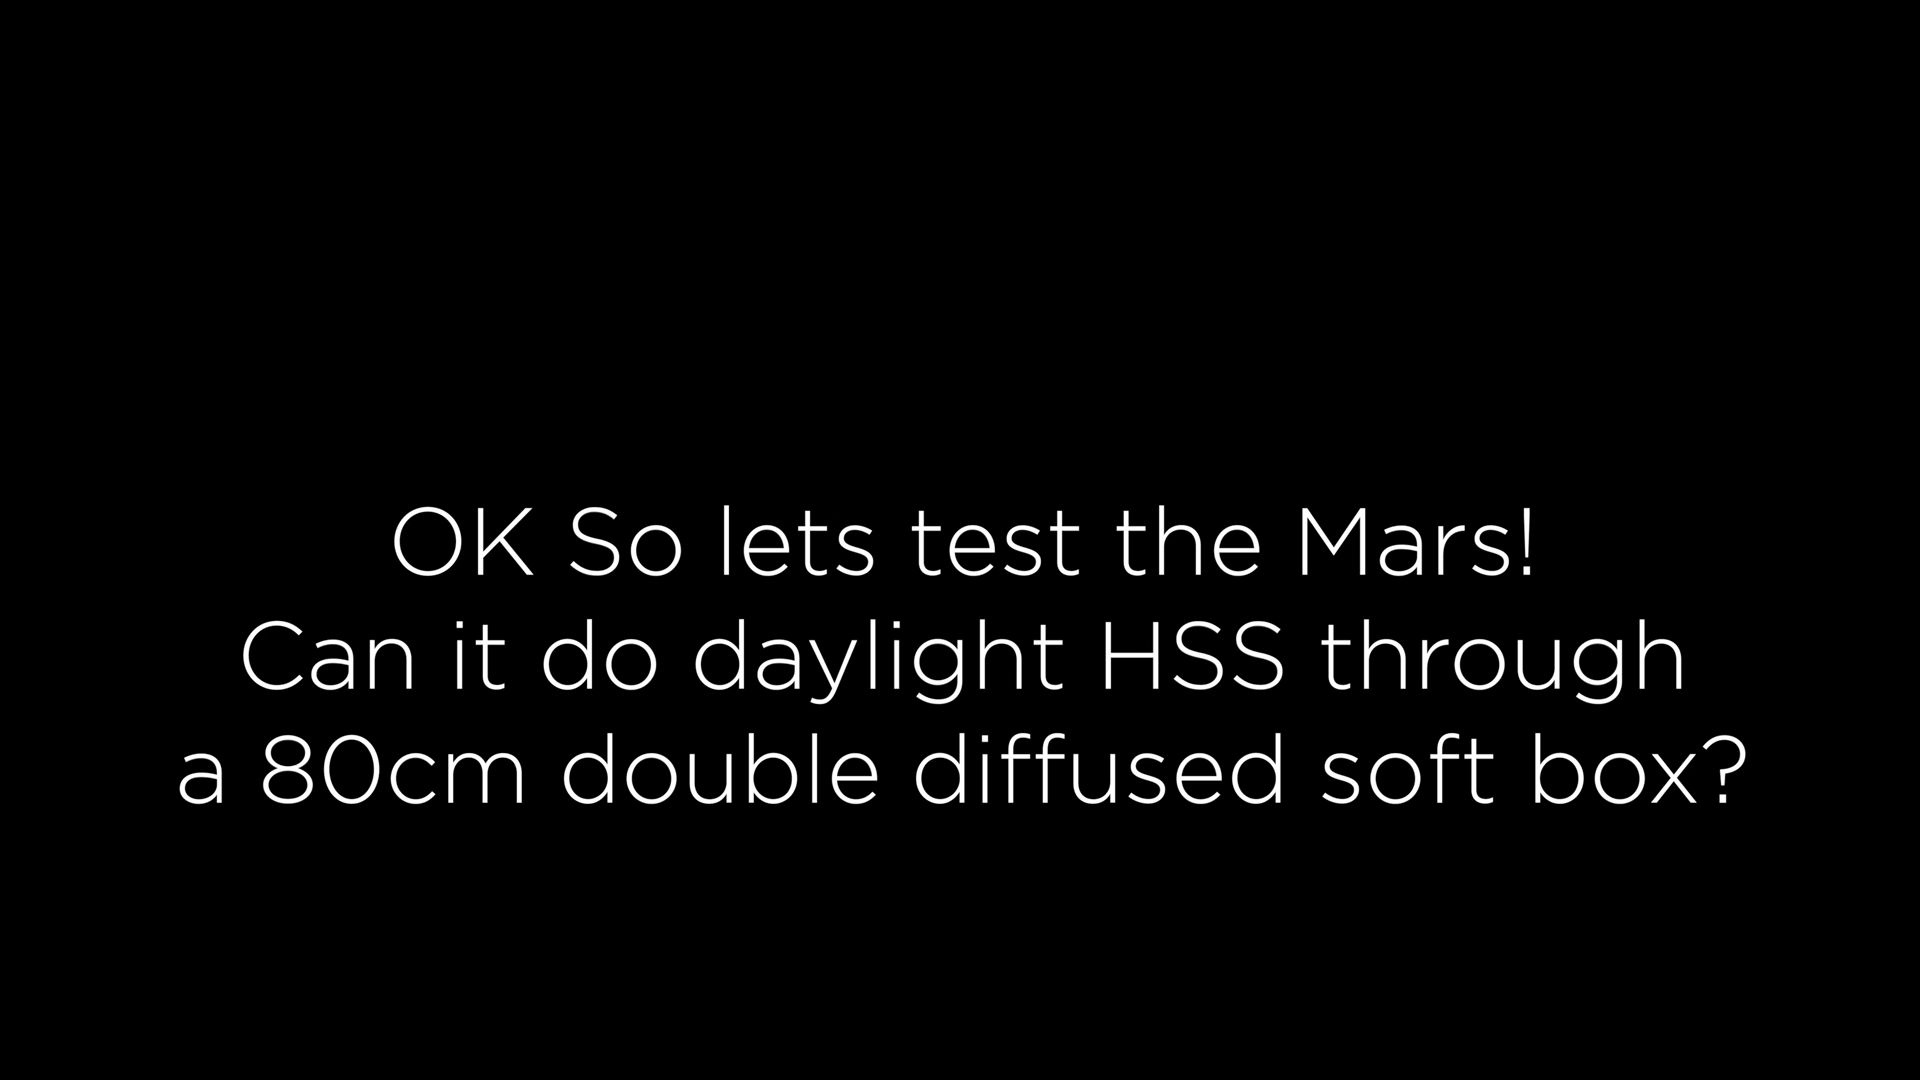 OK So lets test the Mars!
Can it do daylight HSS through
a 80cm double diffused soft box?